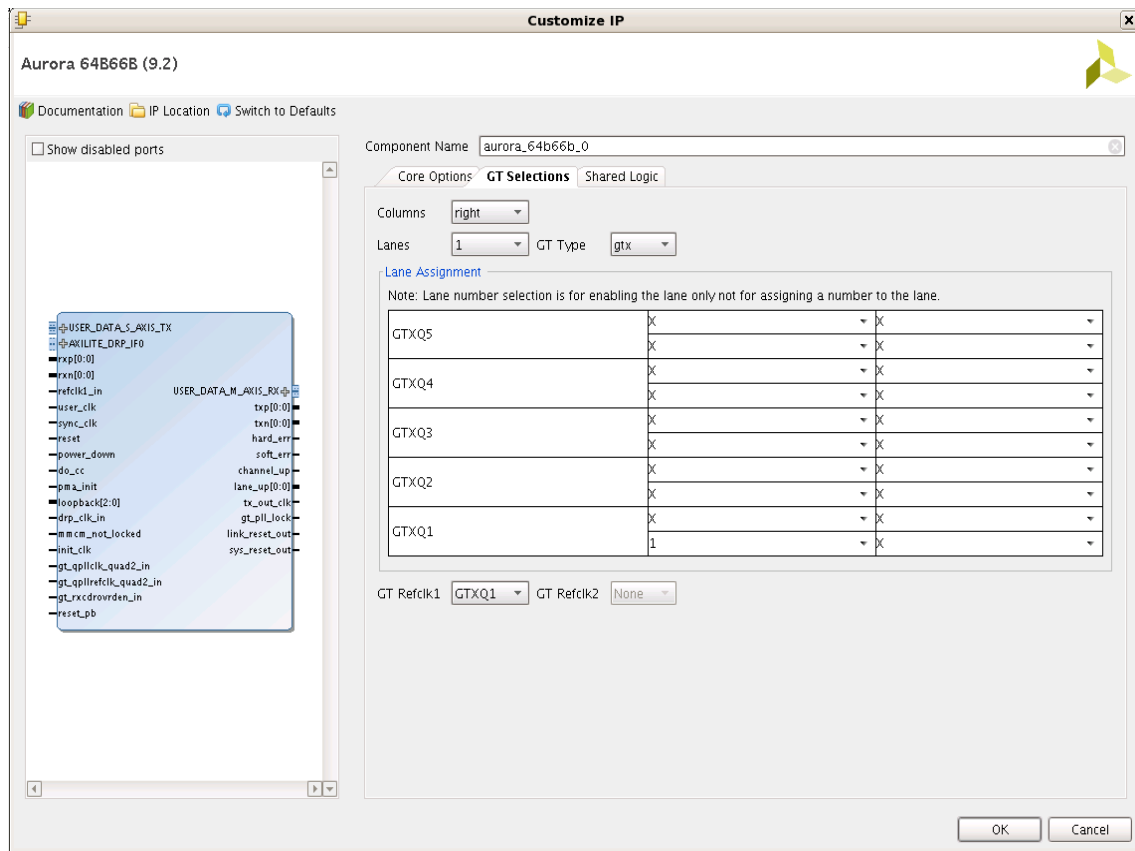 Customize IP
Aurora 64B66B (9.2)
Documentation IP Location Switch to Defaults
Show disabled ports
USER_DATA_S_AXIS_TX
AXILITE_DRP_IF0
rxp[0:0]
rxn[0:0]
refclk1_in
user_clk
sync_clk
reset
power_down
do_cc
pma_init
loopback[2:0]
drp_clk_in
mmcm_not_locked
init_clk
gt_qpllclk_quad2_in
gt_qpllrefclk_quad2_in
gt_rxcdrovrden_in
reset_pb
USER_DATA_M_AXIS_RX
txp[0:0]
txn[0:0]
hard_err
soft_err
channel_up
lane_up[0:0]
tx_out_clk
gt_pll_lock
link_reset_out
sys_reset_out
Component Name aurora_64b66b_0
Core Options GT Selections Shared Logic
Columns right
Lanes 1 GT Type gtx
Lane Assignment
Note: Lane number selection is for enabling the lane only not for assigning a number to the lane.
GTXQ5 X X
X X
GTXQ4 X X
X X
GTXQ3 X X
X X
GTXQ2 X X
X X
GTXQ1 X X
1 X
GT Refclk1 GTXQ1 GT Refclk2 None
OK Cancel